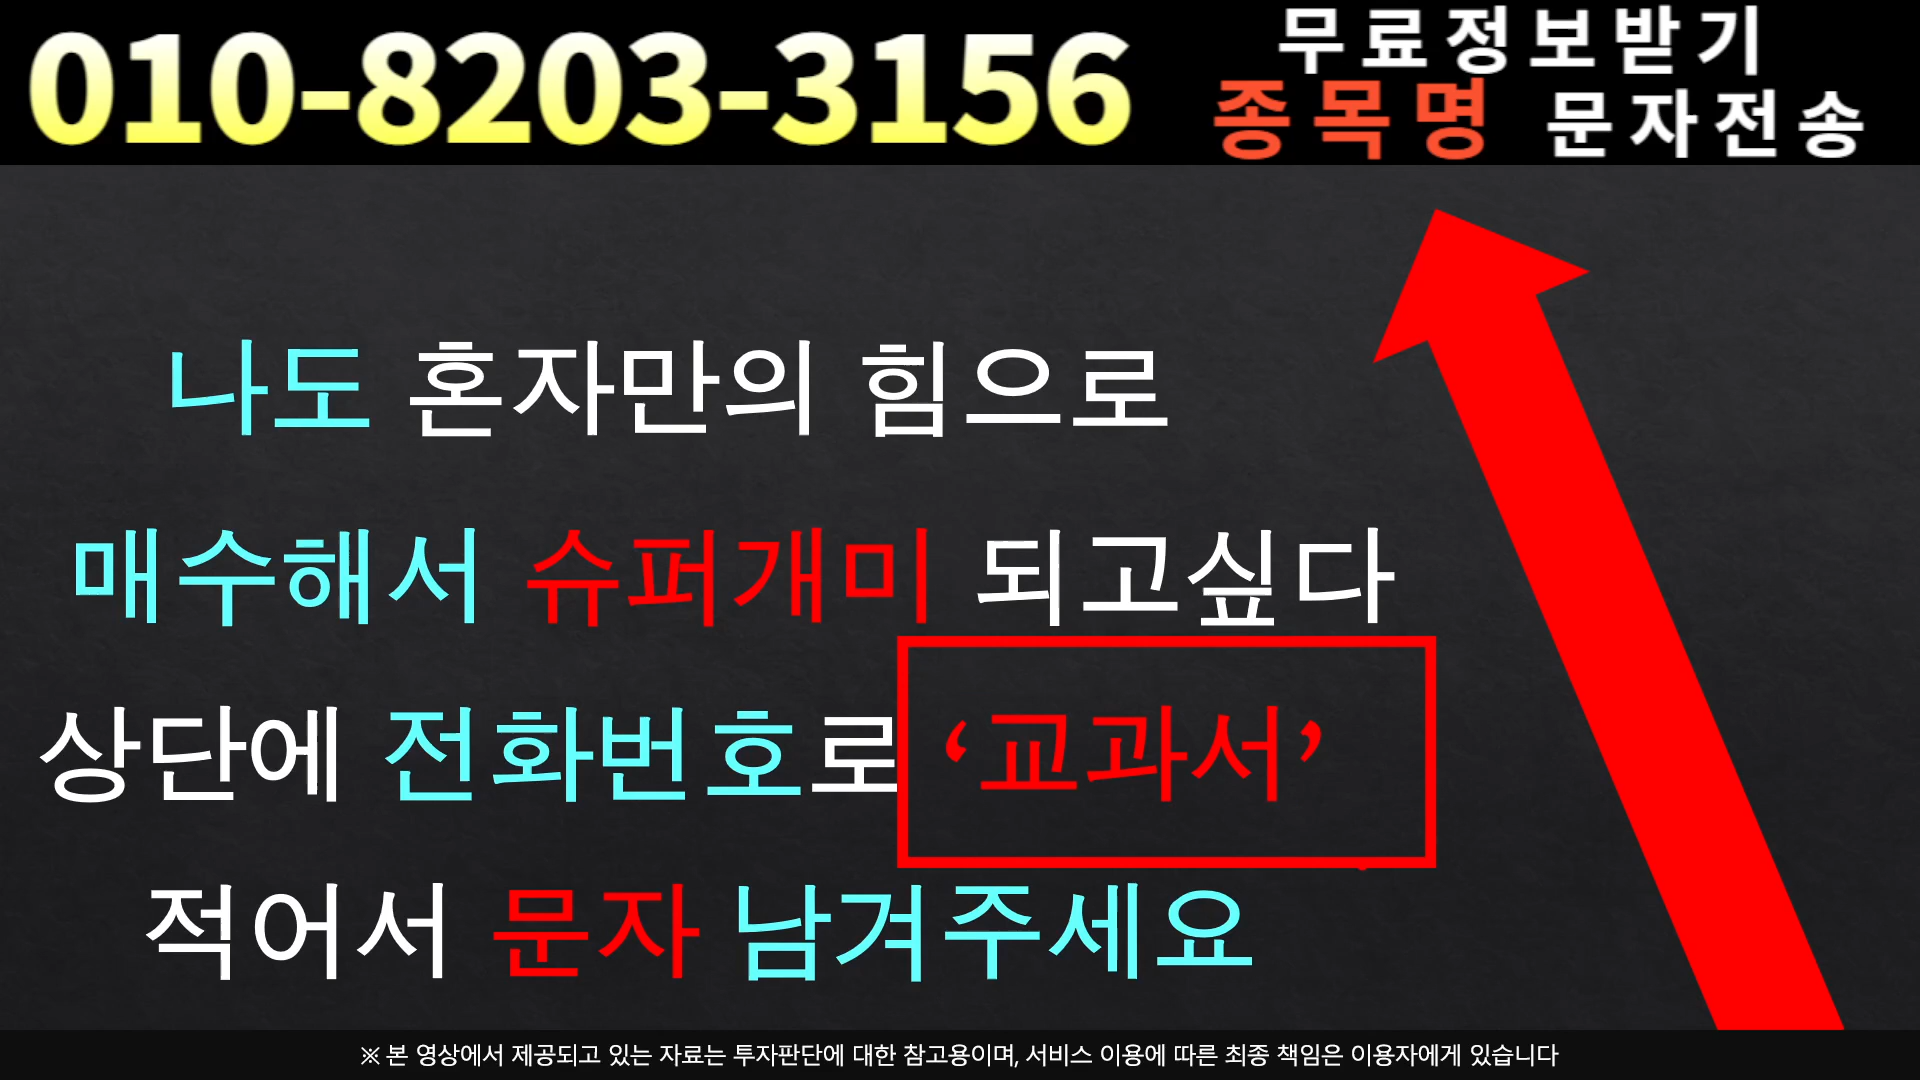 010-8203-3156
무료정보받기
종목명 문자전송
나도 혼자만의 힘으로
매수해서 슈퍼개미 되고싶다
상단에 전화번호로 ‘교과서’
적어서 문자 남겨주세요
※ 본 영상에서 제공되고 있는 자료는 투자판단에 대한 참고용이며, 서비스 이용에 따른 최종 책임은 이용자에게 있습니다